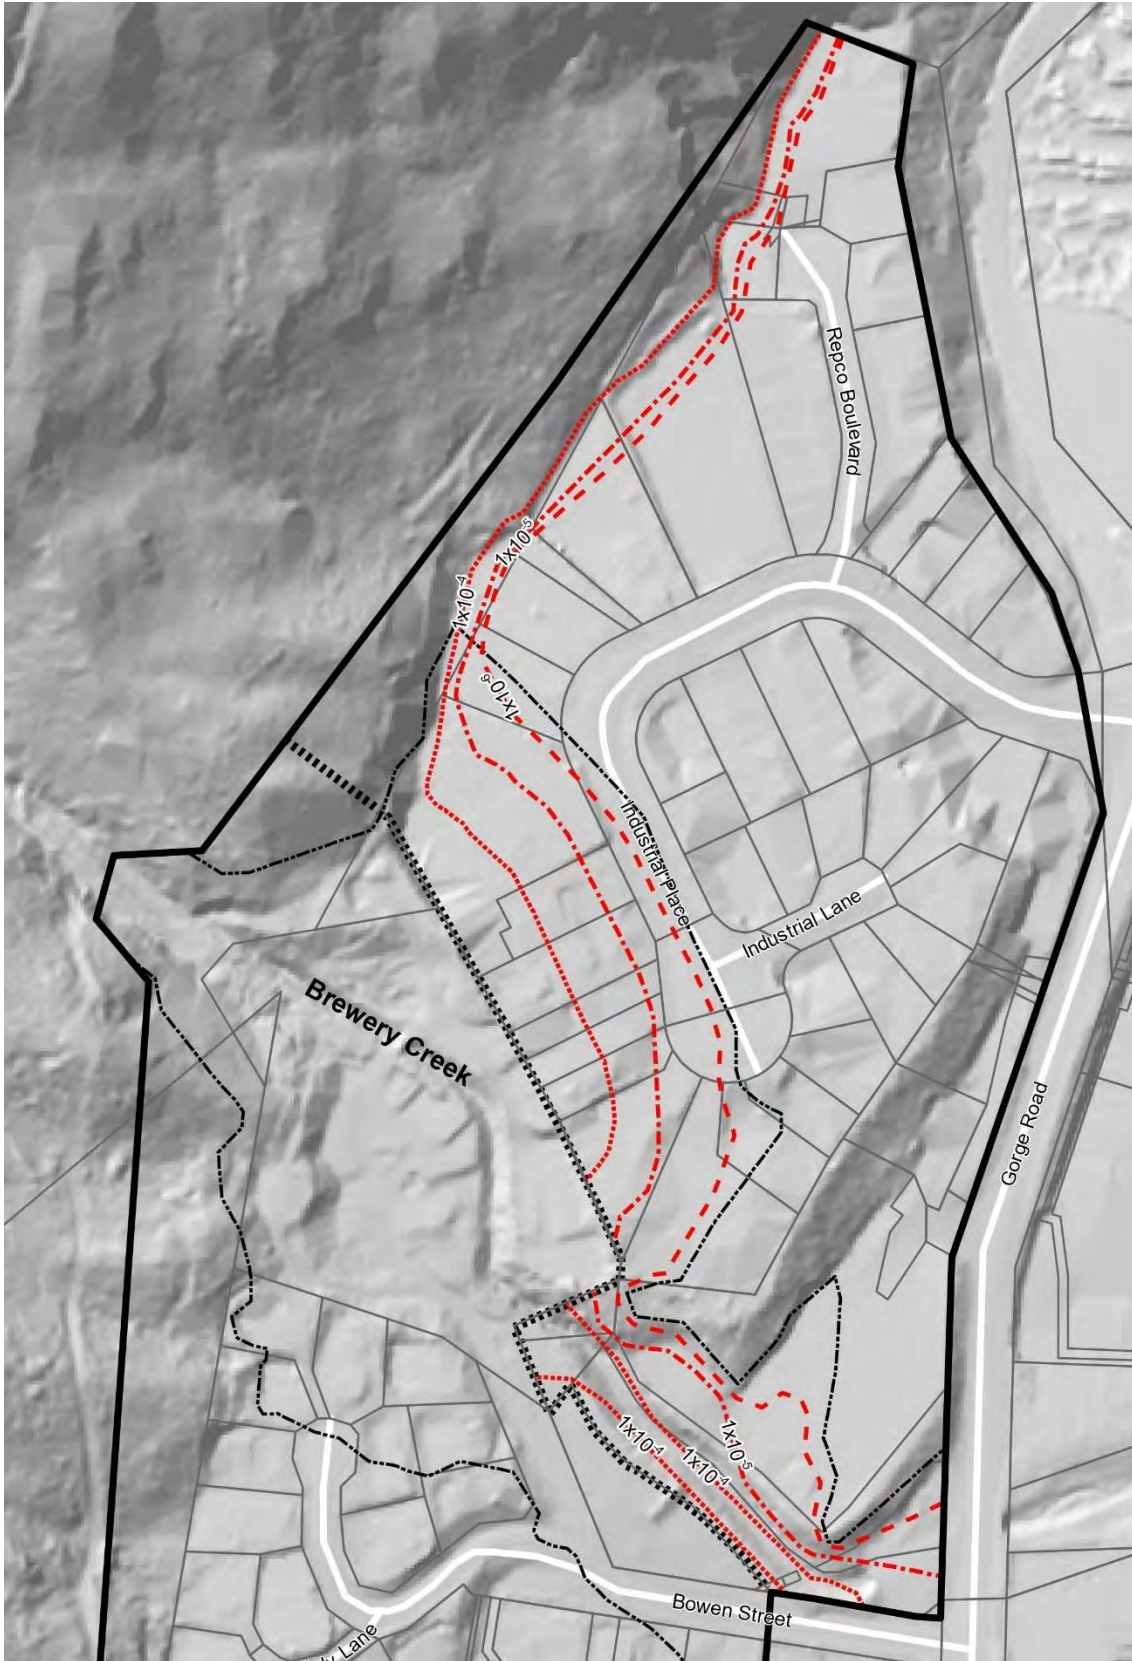 Repco Boulevard
1x10⁻⁵
1x10⁻⁴
1x10⁻⁶
Industrial Place
Industrial Lane
Brewery Creek
Gorge Road
1x10⁻⁴
1x10⁻⁴
1x10⁻⁵
Bowen Street
Lane